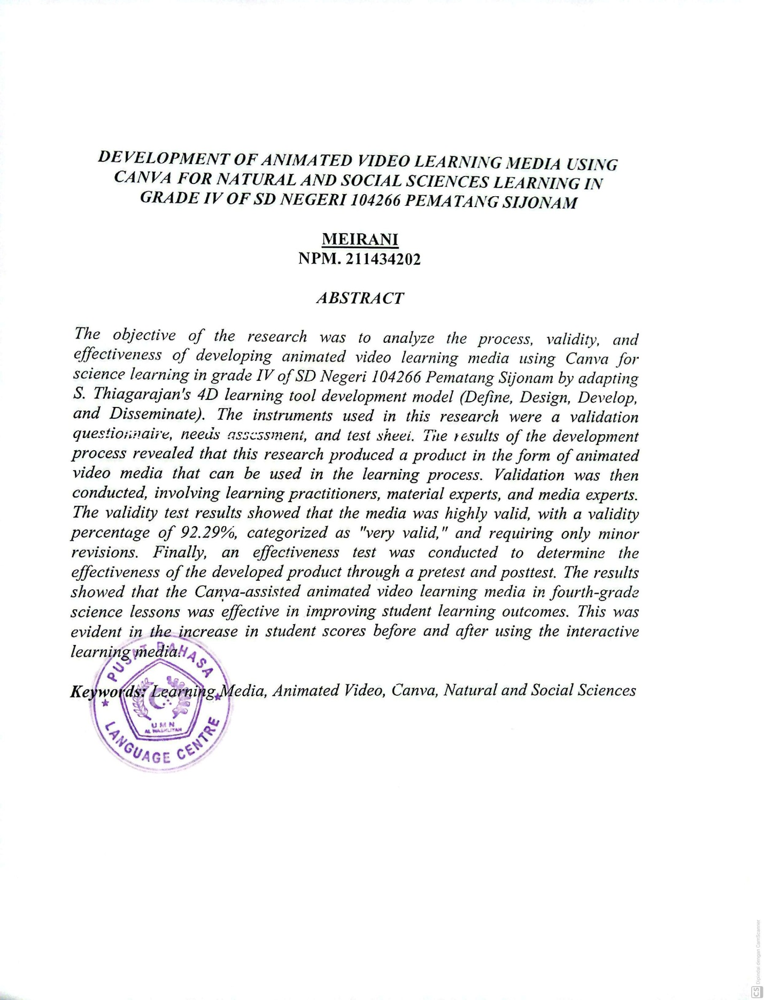 DEVELOPMENT OF ANIMATED VIDEO LEARNING MEDIA USING
CANVA FOR NATURAL AND SOCIAL SCIENCES LEARNING IN
GRADE IV OF SD NEGERI 104266 PEMATANG SIJONAM
MEIRANI
NPM. 211434202
ABSTRACT
The objective of the research was to analyze the process, validity, and
effectiveness of developing animated video learning media using Canva for
science learning in grade IV of SD Negeri 104266 Pematang Sijonam by adapting
S. Thiagarajan's 4D learning tool development model (Define, Design, Develop,
and Disseminate). The instruments used in this research were a validation
questionnaire, needs assessment, and test sheet. The results of the development
process revealed that this research produced a product in the form of animated
video media that can be used in the learning process. Validation was then
conducted, involving learning practitioners, material experts, and media experts.
The validity test results showed that the media was highly valid, with a validity
percentage of 92.29%, categorized as "very valid," and requiring only minor
revisions. Finally, an effectiveness test was conducted to determine the
effectiveness of the developed product through a pretest and posttest. The results
showed that the Canva-assisted animated video learning media in fourth-grade
science lessons was effective in improving student learning outcomes. This was
evident in the increase in student scores before and after using the interactive
learning media.
Keywords: Learning Media, Animated Video, Canva, Natural and Social Sciences
PUSAT BAHASA
UMN
AL WASHLIYAH
LANGUAGE CENTRE
CS Dipindai dengan CamScanner